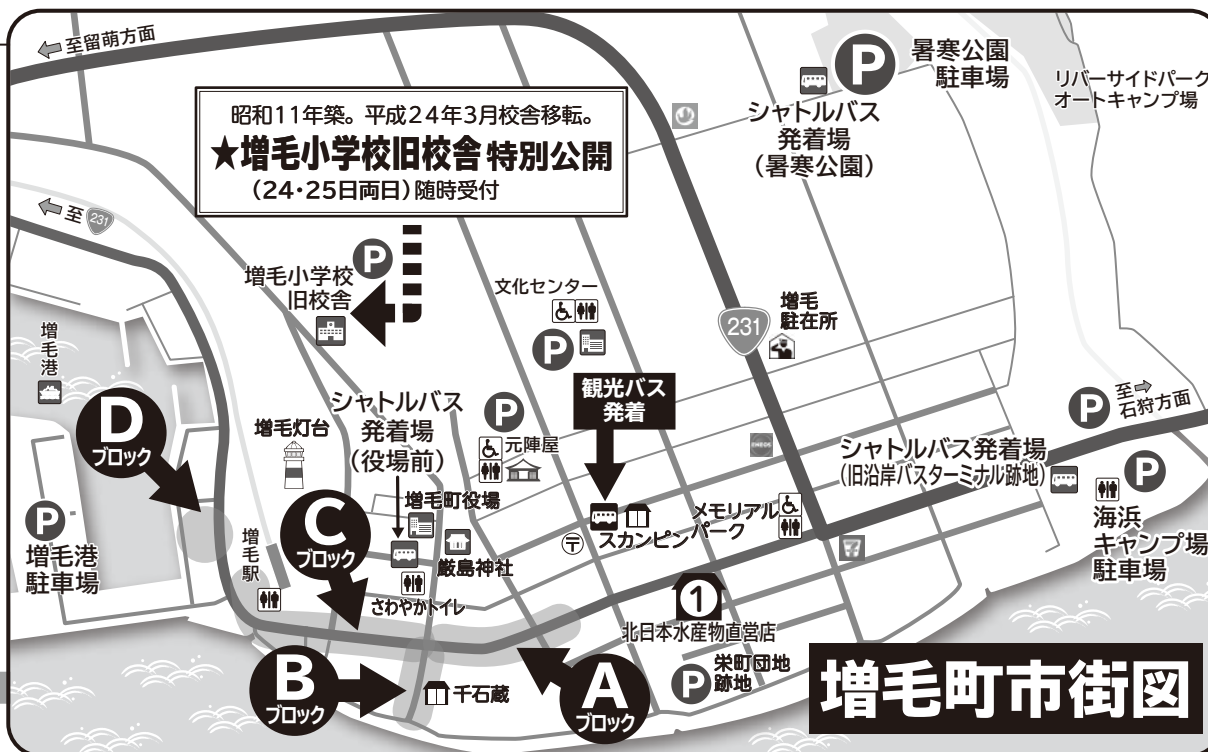 至留萌方面
昭和11年築。平成24年3月校舎移転。
★増毛小学校旧校舎 特別公開
(24・25日両日)随時受付
P
暑寒公園
駐車場
シャトルバス
発着場
(暑寒公園)
リバーサイドパーク
オートキャンプ場
至 231
増毛小学校
旧校舎
P
文化センター
P
231
増毛
駐在所
増毛港
D
ブロック
P
増毛港
駐車場
増毛灯台
シャトルバス
発着場
(役場前)
P
元陣屋
観光バス
発着
P
至
石狩方面
シャトルバス発着場
(旧沿岸バスターミナル跡地)
P
海浜
キャンプ場
駐車場
C
ブロック
増毛駅
増毛町役場
厳島神社
さわやかトイレ
〒
スカンピン
メモリアル
パーク
ENEOS
7
1
北日本水産物直営店
B
ブロック
千石蔵
A
ブロック
P
栄町団地
跡地
増毛町市街図